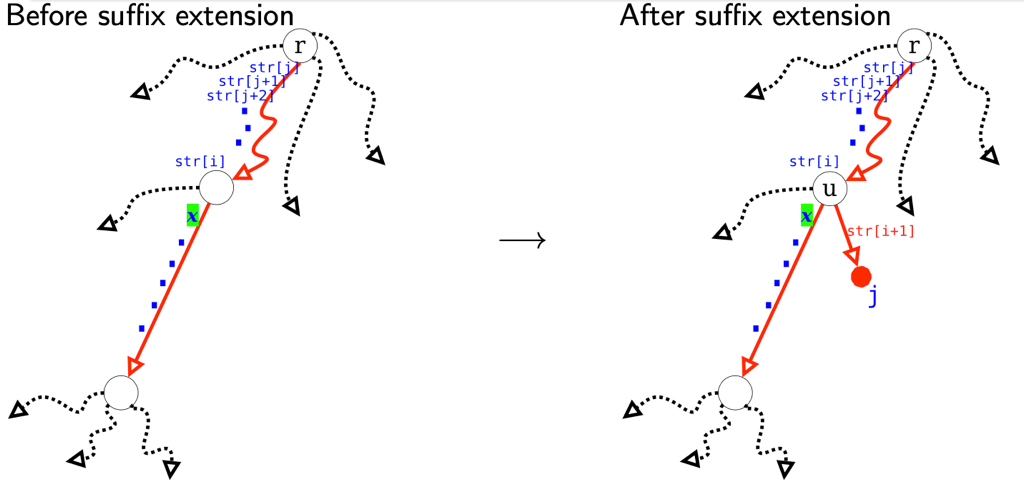 Before suffix extension
r
str[j]
str[j+1]
str[j+2]
str[i]
x
⟶
After suffix extension
r
str[j]
str[j+1]
str[j+2]
str[i]
u
x
str[i+1]
j